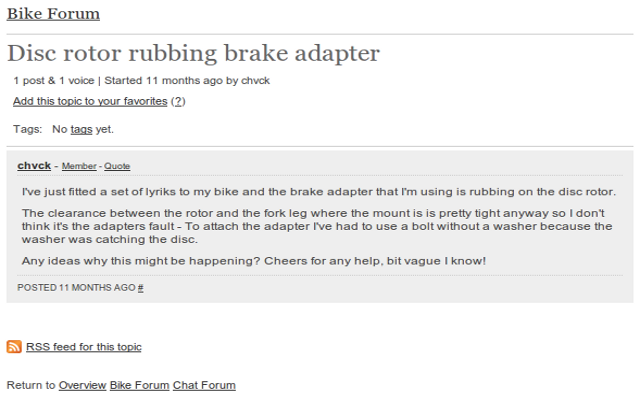 Bike Forum
Disc rotor rubbing brake adapter
1 post & 1 voice | Started 11 months ago by chvck
Add this topic to your favorites (?)
Tags: No tags yet.
chvck - Member - Quote
I've just fitted a set of lyriks to my bike and the brake adapter that I'm using is rubbing on the disc rotor.
The clearance between the rotor and the fork leg where the mount is is pretty tight anyway so I don't
think it's the adapters fault - To attach the adapter I've had to use a bolt without a washer because the
washer was catching the disc.
Any ideas why this might be happening? Cheers for any help, bit vague I know!
POSTED 11 MONTHS AGO #
RSS feed for this topic
Return to Overview Bike Forum Chat Forum